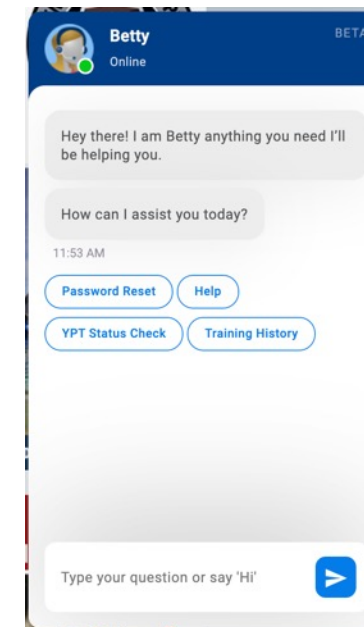 Betty
BETA
Online
Hey there! I am Betty anything you need I'll
be helping you.
How can I assist you today?
11:53 AM
Password Reset
Help
YPT Status Check
Training History
Type your question or say 'Hi'